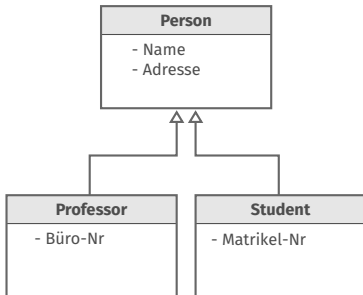 Person
- Name
- Adresse
Professor
- Büro-Nr
Student
- Matrikel-Nr